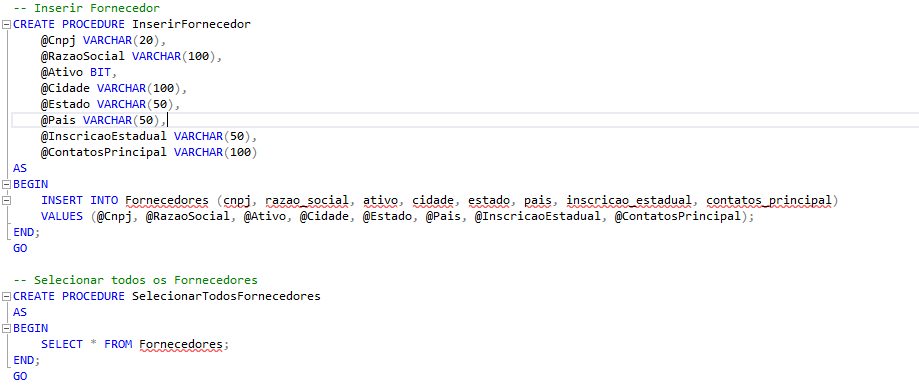 -- Inserir Fornecedor
CREATE PROCEDURE InserirFornecedor
@Cnpj VARCHAR(20),
@RazaoSocial VARCHAR(100),
@Ativo BIT,
@Cidade VARCHAR(100),
@Estado VARCHAR(50),
@Pais VARCHAR(50),
@InscricaoEstadual VARCHAR(50),
@ContatosPrincipal VARCHAR(100)
AS
BEGIN
INSERT INTO Fornecedores (cnpj, razao_social, ativo, cidade, estado, pais, inscricao_estadual, contatos_principal)
VALUES (@Cnpj, @RazaoSocial, @Ativo, @Cidade, @Estado, @Pais, @InscricaoEstadual, @ContatosPrincipal);
END;
GO
-- Selecionar todos os Fornecedores
CREATE PROCEDURE SelecionarTodosFornecedores
AS
BEGIN
SELECT * FROM Fornecedores;
END;
GO